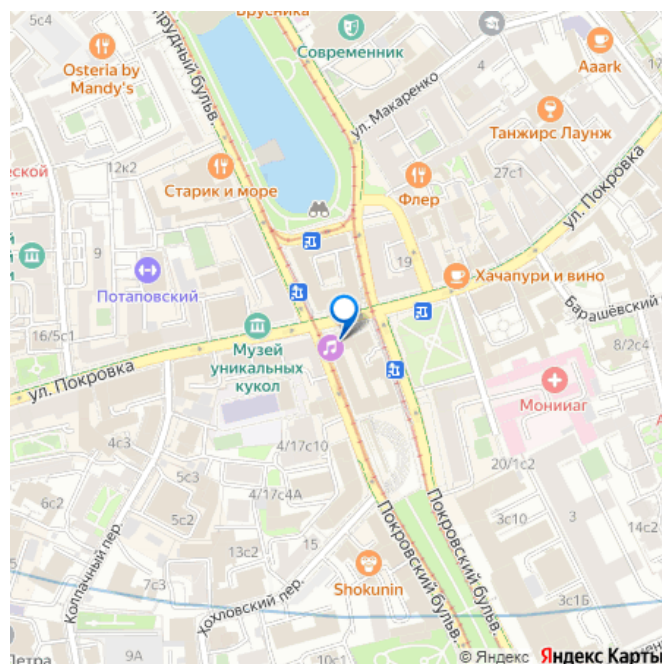 5с4
Брусника
Современник
Osteria by
Mandy's
4
Aaark
ул. Макаренко
Танжирс Лаунж
12к2
Старик и море
Флер
27с1
ул. Покровка
9
19
Потаповский
Хачапури и вино
Барашёвский
16/5с1
Музей
уникальных
кукол
8/2с4
ул. Покровка
Мониаг
4с3
4/17с10
20/1с2
5с3
4/17с4А
5с2
3с10
3
14с2
Колпачный пер.
13с2
15
Покровский бульв.
Покровский бульв.
7с3
Shokunin
3с1Б
Хохловский пер.
9А
© Яндекс Яндекс Карты